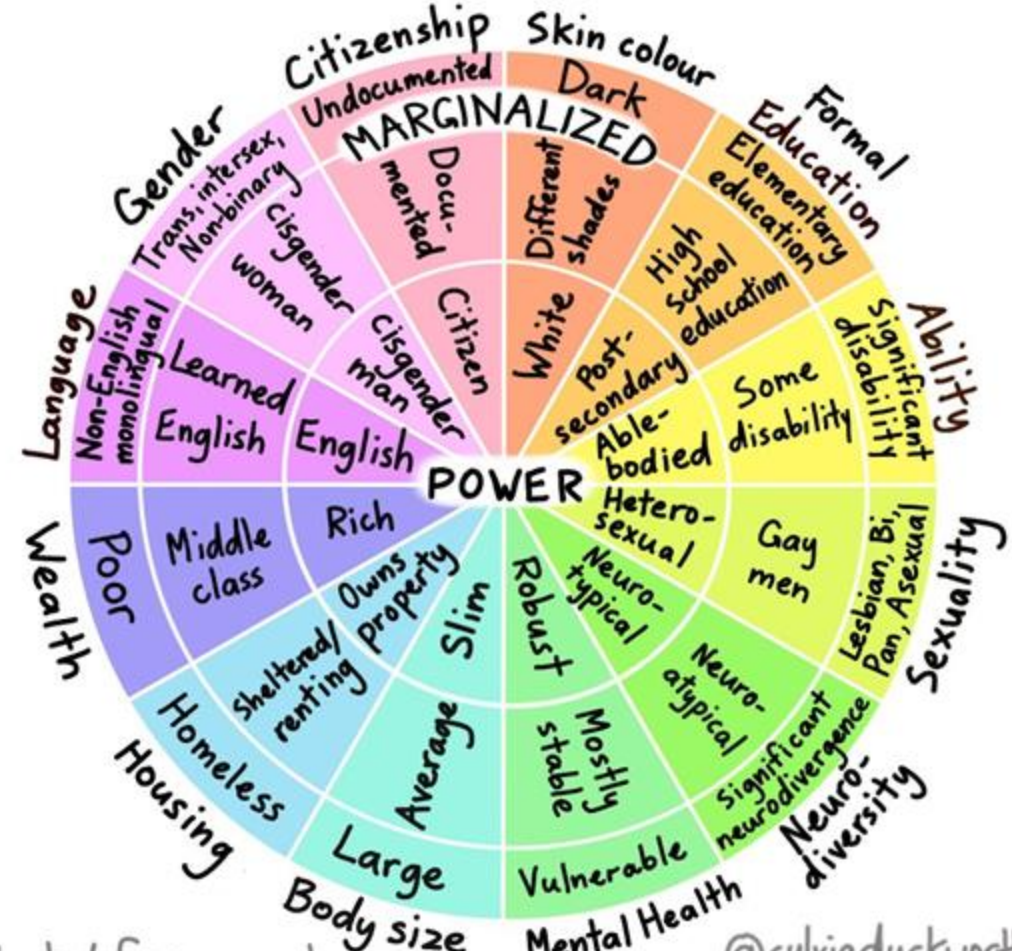 Citizenship
Undocumented
Docu-
mented
Citizen
Skin colour
Dark
Different
shades
White
Formal
Education
Elementary
education
High
school
education
Post-
secondary
Ability
Significant
disability
Some
disability
Able-
bodied
Sexuality
Lesbian, Bi,
Pan, Asexual
Gay
men
Hetero-
sexual
Neuro-
diversity
Significant
neurodivergence
Neuro-
atypical
Neuro-
typical
Mental Health
Vulnerable
Mostly
stable
Robust
Body size
Large
Average
Slim
Housing
Homeless
Sheltered/
renting
Owns
property
Wealth
Poor
Middle
class
Rich
Language
Non-English
monolingual
Learned
English
English
Gender
Trans, intersex,
Non-binary
Cisgender
woman
Cisgender
man
MARGINALIZED
POWER